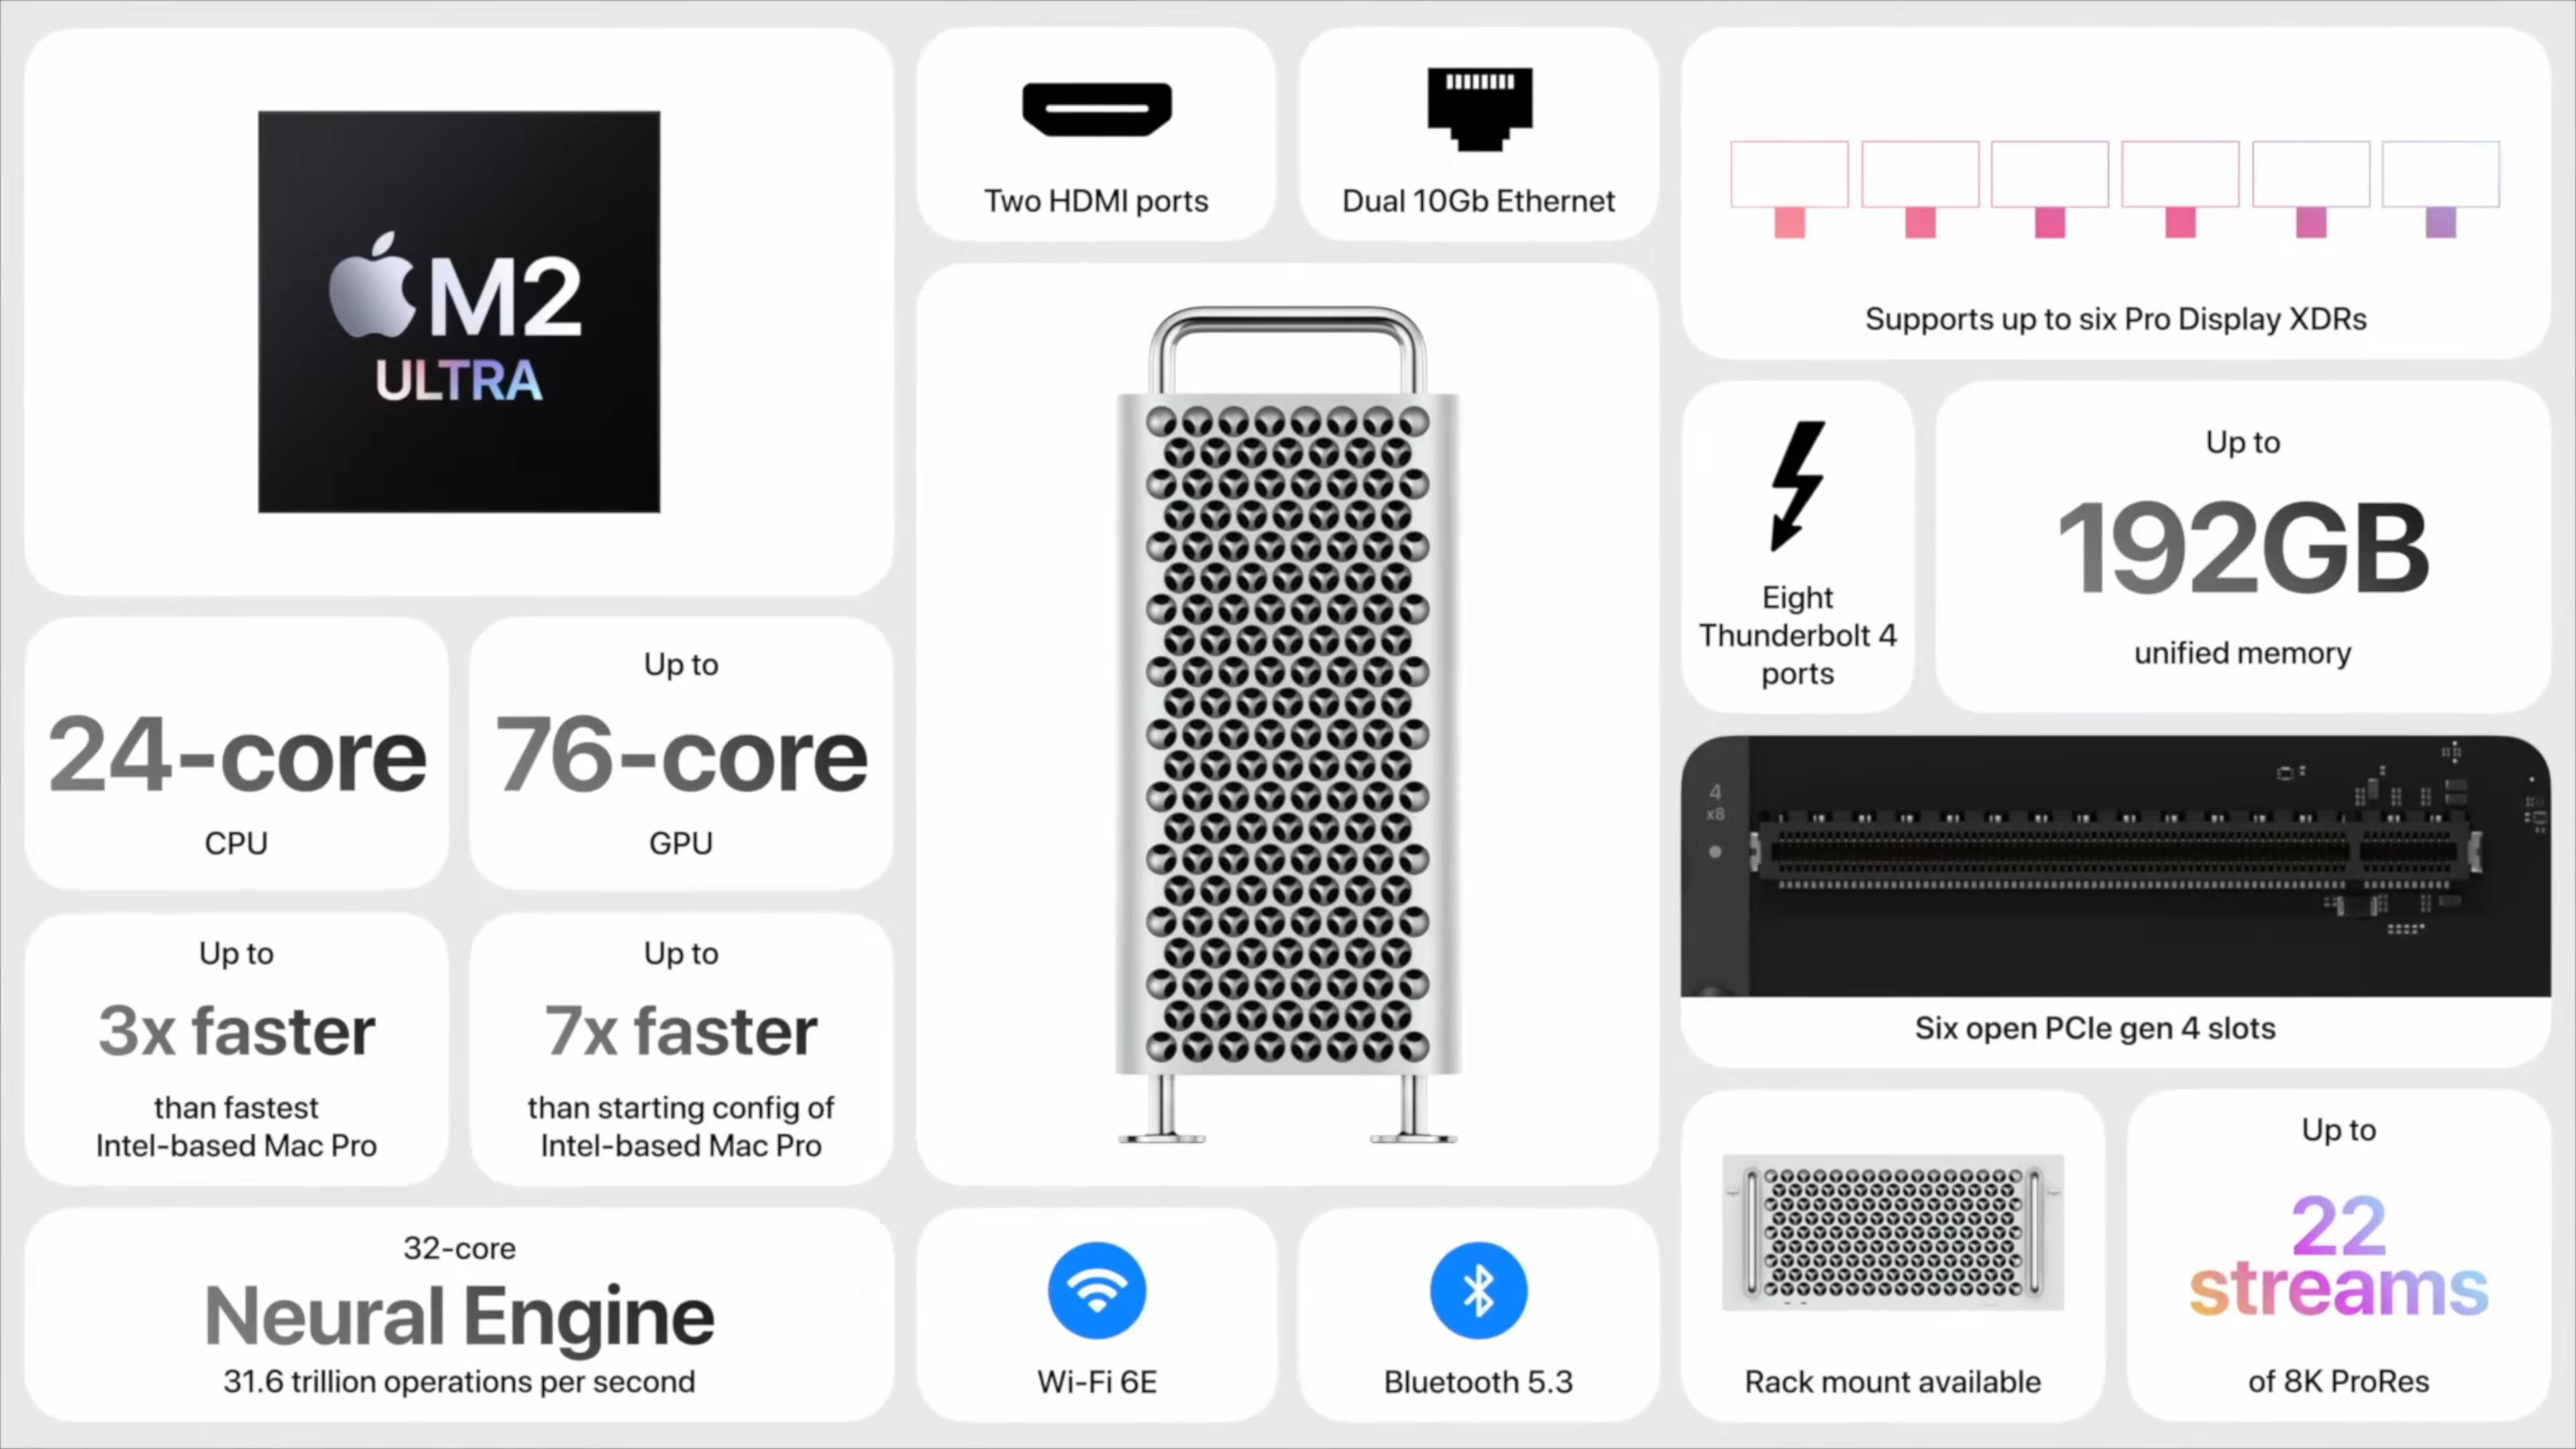 M2
ULTRA
24-core
CPU
Up to
76-core
GPU
Up to
3x faster
than fastest
Intel-based Mac Pro
Up to
7x faster
than starting config of
Intel-based Mac Pro
32-core
Neural Engine
31.6 trillion operations per second
Two HDMI ports
Dual 10Gb Ethernet
Wi-Fi 6E
Bluetooth 5.3
Supports up to six Pro Display XDRs
Eight
Thunderbolt 4
ports
Up to
192GB
unified memory
4
x8
Six open PCIe gen 4 slots
Rack mount available
Up to
22
streams
of 8K ProRes